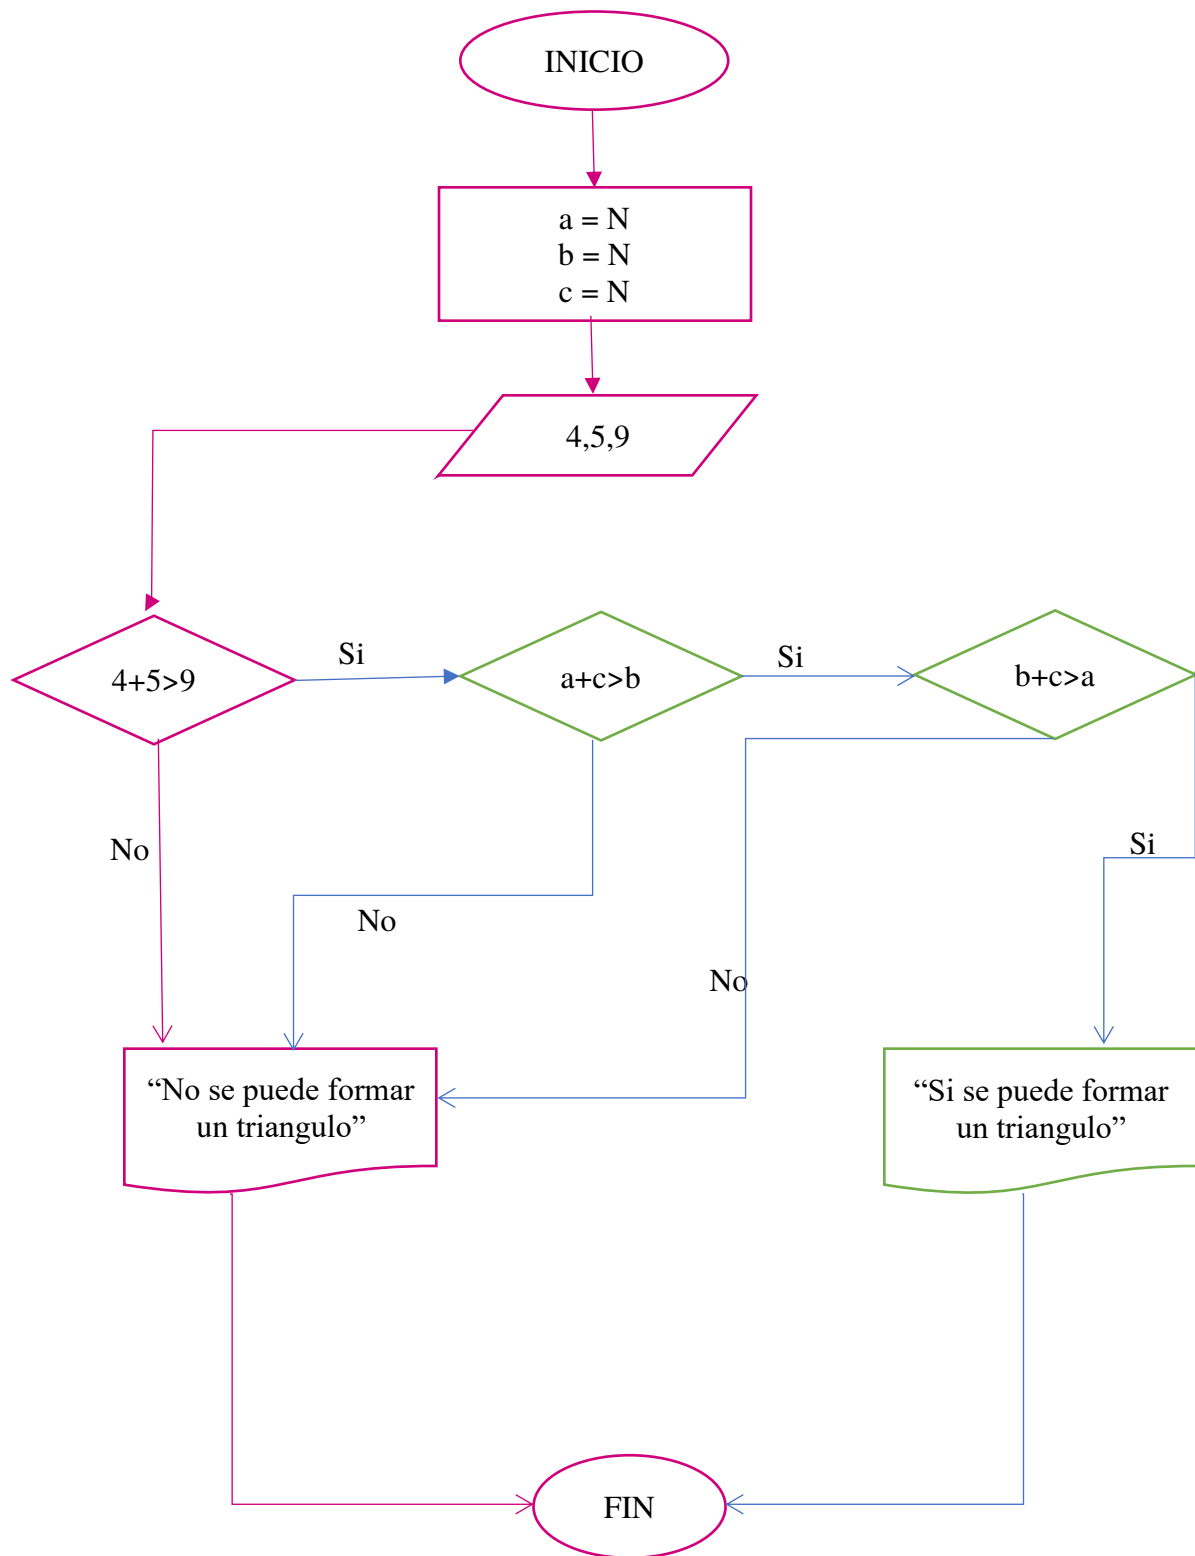 INICIO
a = N
b = N
c = N
4,5,9
4+5>9
Si
a+c>b
Si
b+c>a
No
No
No
Si
“No se puede formar
un triangulo”
“Si se puede formar
un triangulo”
FIN